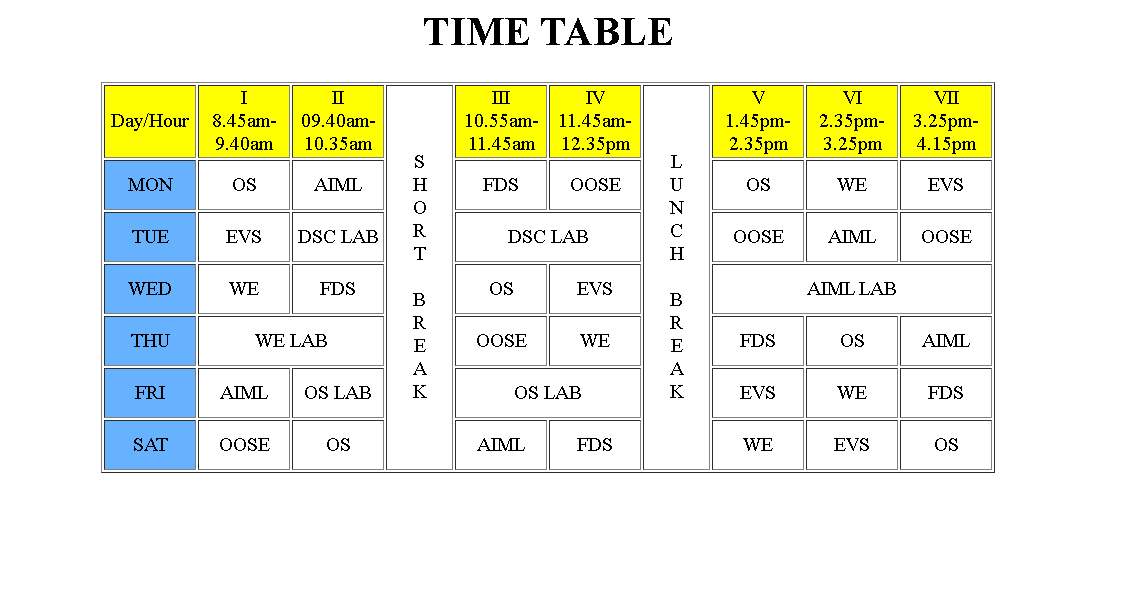 TIME TABLE
Day/Hour
I
8.45am-
9.40am
II
09.40am-
10.35am
S
H
O
R
T
B
R
E
A
K
III
10.55am-
11.45am
IV
11.45am-
12.35pm
L
U
N
C
H
B
R
E
A
K
V
1.45pm-
2.35pm
VI
2.35pm-
3.25pm
VII
3.25pm-
4.15pm
MON OS AIML FDS OOSE OS WE EVS
TUE EVS DSC LAB DSC LAB OOSE AIML OOSE
WED WE FDS OS EVS AIML LAB
THU WE LAB OOSE WE FDS OS AIML
FRI AIML OS LAB OS LAB EVS WE FDS
SAT OOSE OS AIML FDS WE EVS OS